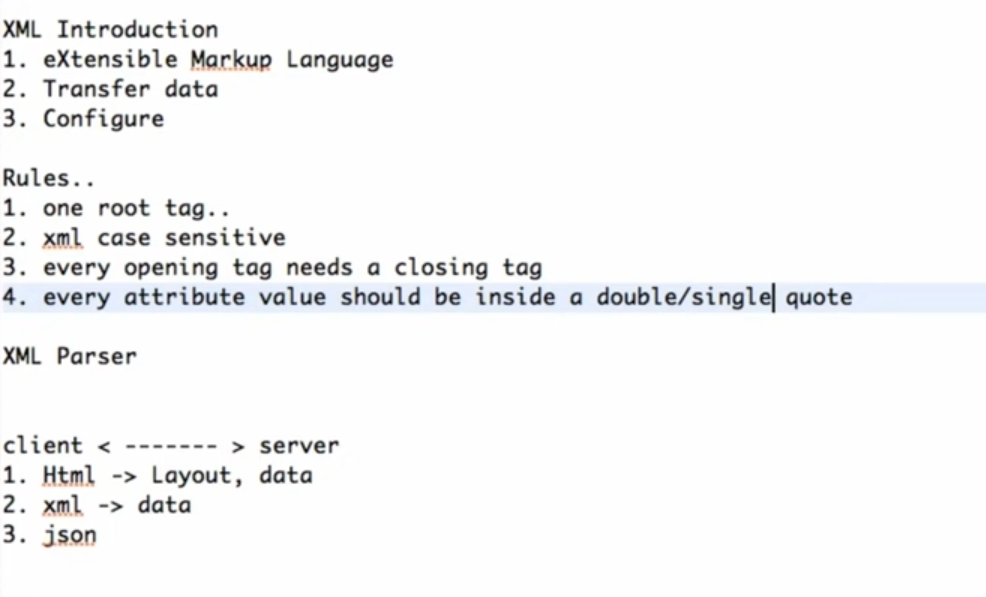 XML Introduction
1. eXtensible Markup Language
2. Transfer data
3. Configure
Rules..
1. one root tag..
2. xml case sensitive
3. every opening tag needs a closing tag
4. every attribute value should be inside a double/single quote
XML Parser
client < ------- > server
1. Html -> Layout, data
2. xml -> data
3. json